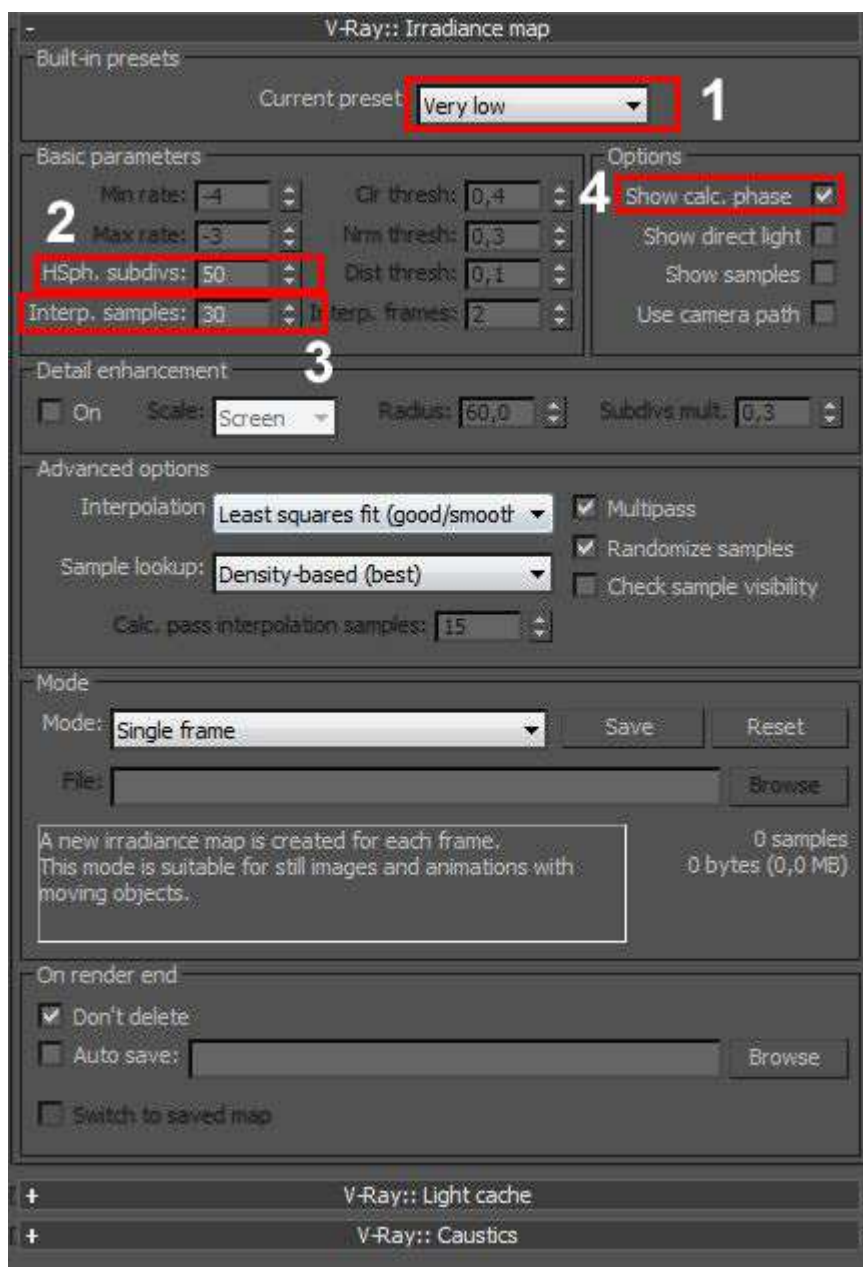 - V-Ray:: Irradiance map
Built-in presets
Current preset Very low 1
Basic parameters
Options
Min rate: -4 Clr thresh: 0,4
4 Show calc. phase
2 Max rate: -3 Nrm thresh: 0,3
Show direct light
HSph. subdivs: 50 Dist thresh: 0,1
Show samples
Interp. samples: 30 Interp. frames: 2
Use camera path
3
Detail enhancement
On Scale: Screen Radius: 60,0 Subdivs mult. 0,3
Advanced options
Interpolation Least squares fit (good/smooth Multipass
Randomize samples
Sample lookup: Density-based (best)
Check sample visibility
Calc. pass interpolation samples: 15
Mode
Mode: Single frame Save Reset
File: Browse
A new irradiance map is created for each frame.
This mode is suitable for still images and animations with
moving objects.
0 samples
0 bytes (0,0 MB)
On render end
Don't delete
Auto save: Browse
Switch to saved map
+ V-Ray:: Light cache
+ V-Ray:: Caustics